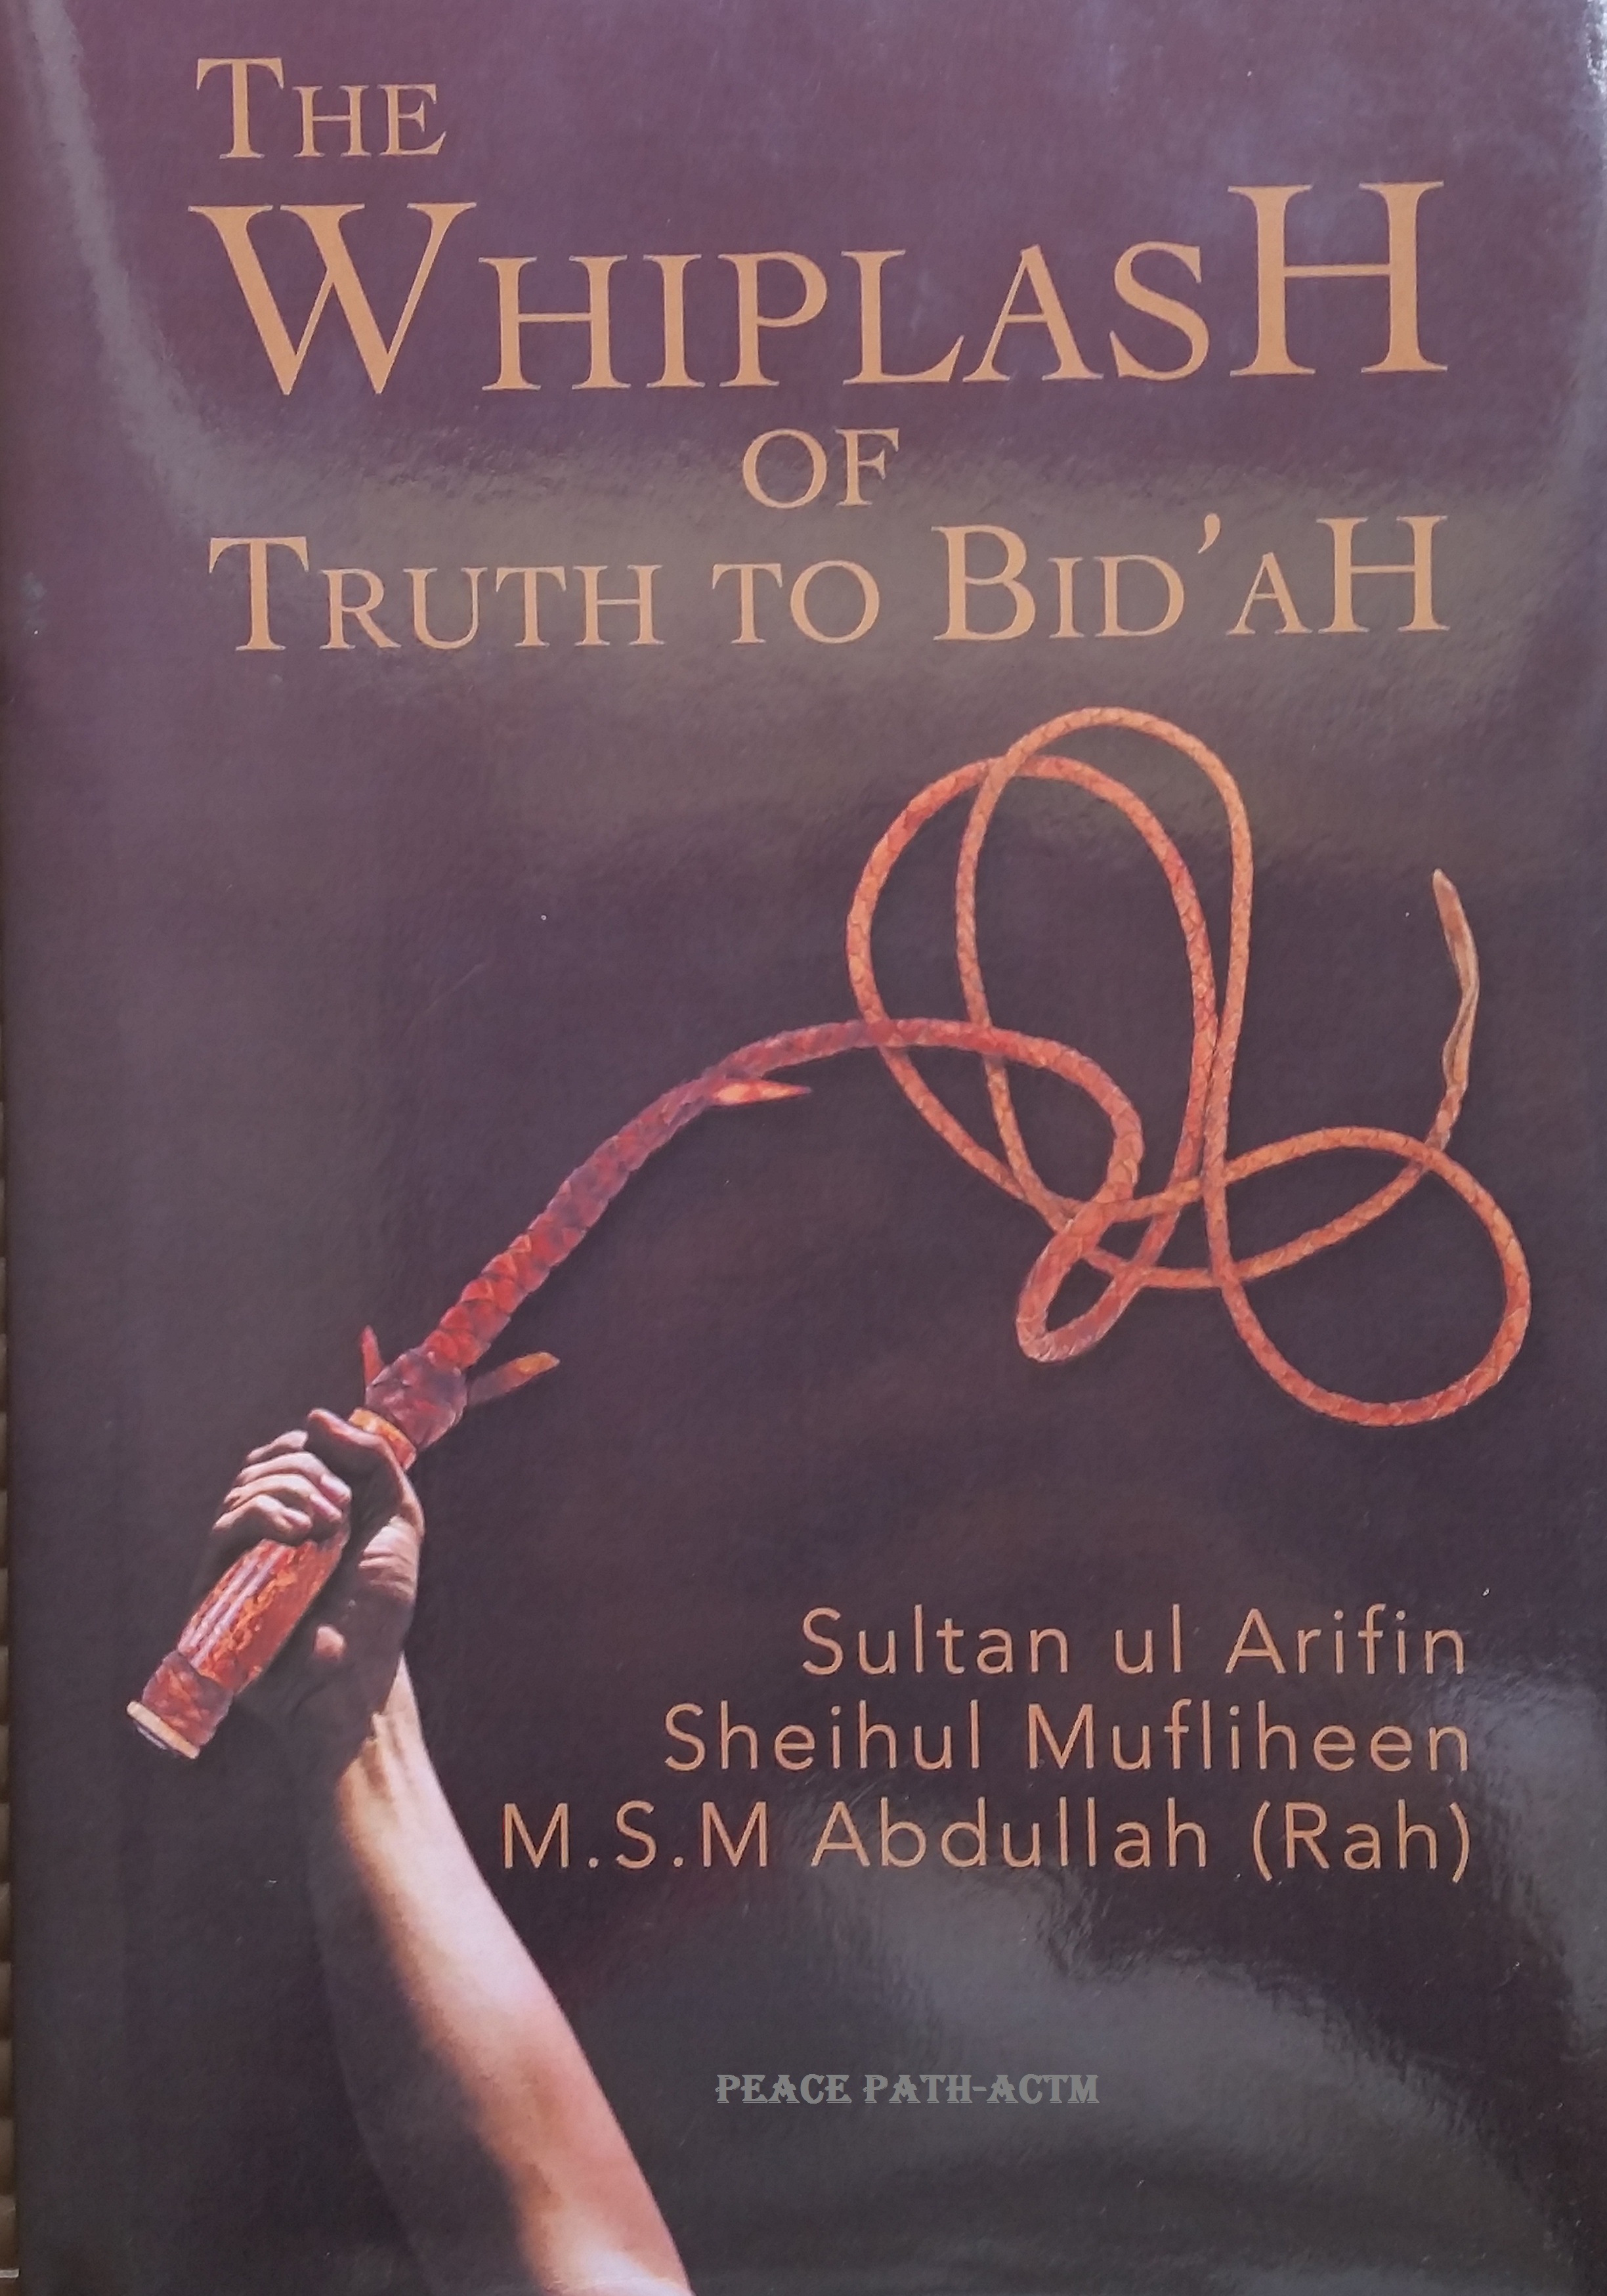 THE
WHIPLASH
OF
TRUTH TO BID'AH
Sultan ul Arifin
Sheihul Mufliheen
M.S.M Abdullah (Rah)
PEACE PATH-ACTM